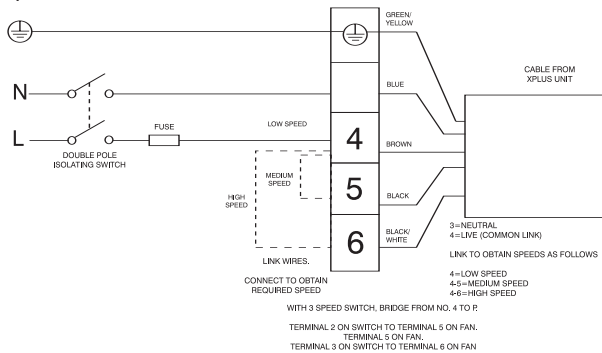 GREEN/
YELLOW
CABLE FROM
XPLUS UNIT
N
BLUE
L
FUSE
LOW SPEED
4
BROWN
DOUBLE POLE
ISOLATING SWITCH
MEDIUM
SPEED
HIGH
SPEED
5
BLACK
6
BLACK/
WHITE
3=NEUTRAL
4=LIVE (COMMON LINK)
LINK TO OBTAIN SPEEDS AS FOLLOWS
4=LOW SPEED
4-5=MEDIUM SPEED
4-6=HIGH SPEED
LINK WIRES.
CONNECT TO OBTAIN
REQUIRED SPEED
WITH 3 SPEED SWITCH, BRIDGE FROM NO. 4 TO P.
TERMINAL 2 ON SWITCH TO TERMINAL 5 ON FAN.
TERMINAL 5 ON FAN.
TERMINAL 3 ON SWITCH TO TERMINAL 6 ON FAN